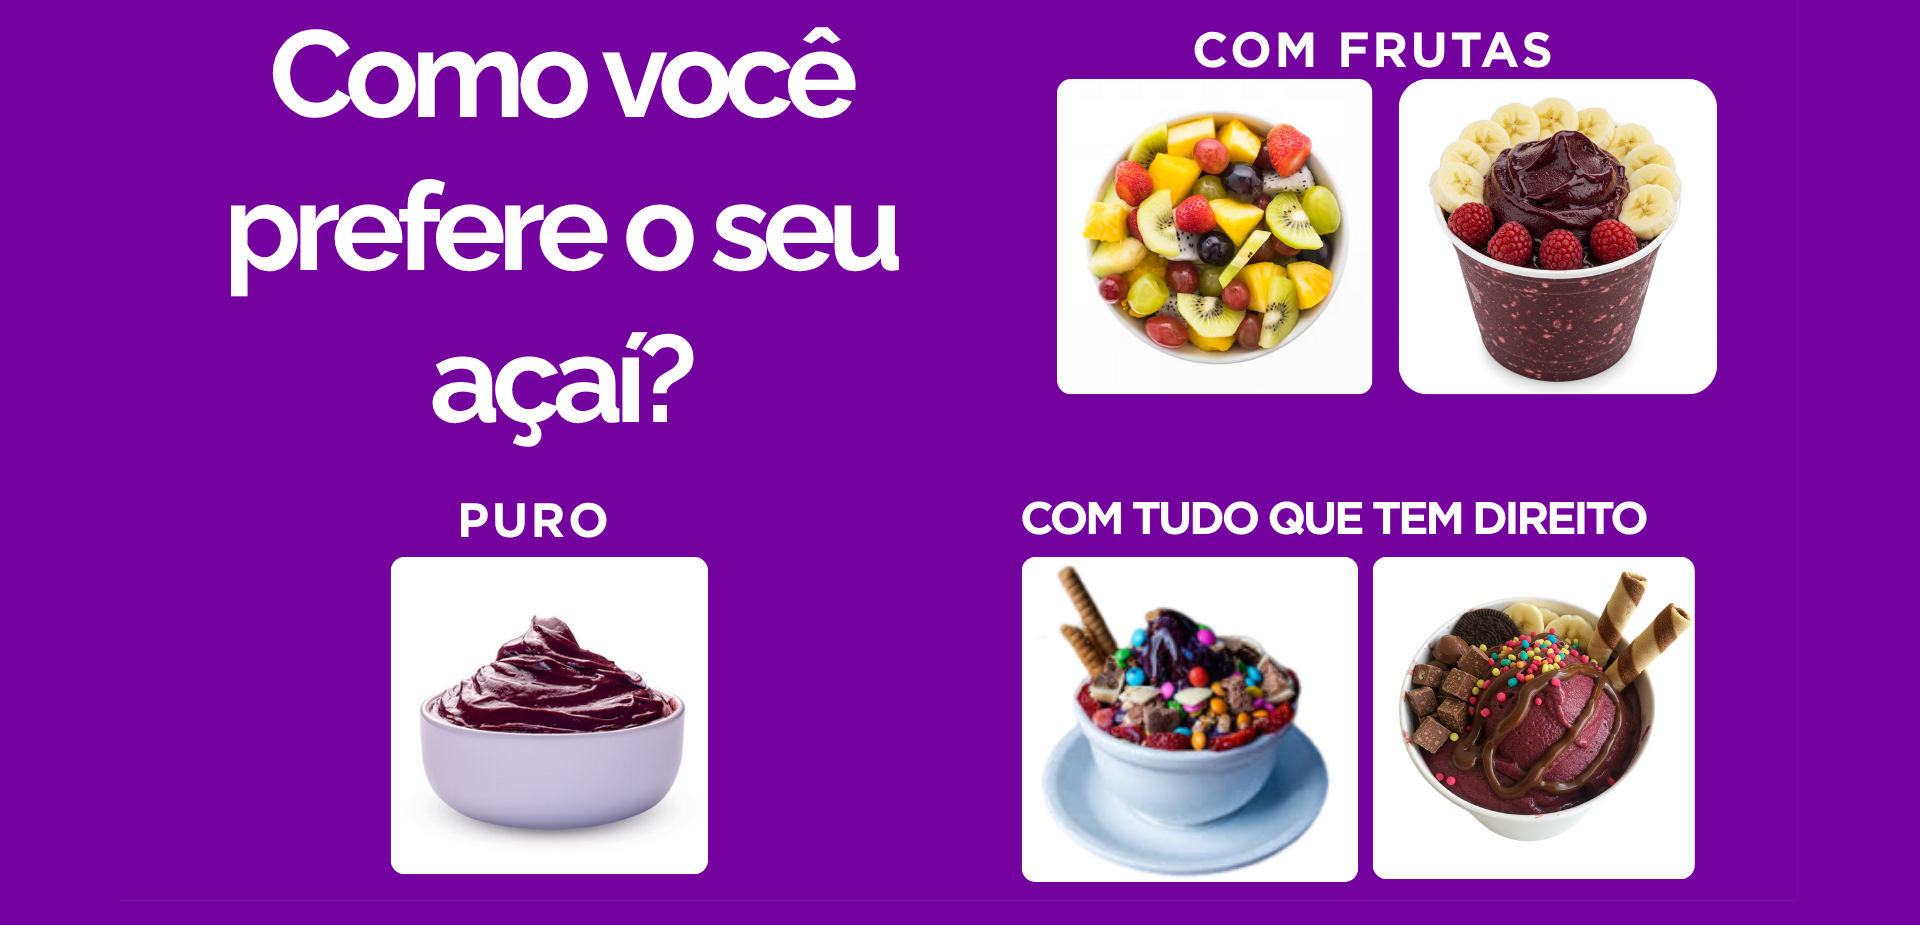 Como você
prefere o seu
açaí?
COM FRUTAS
PURO
COM TUDO QUE TEM DIREITO